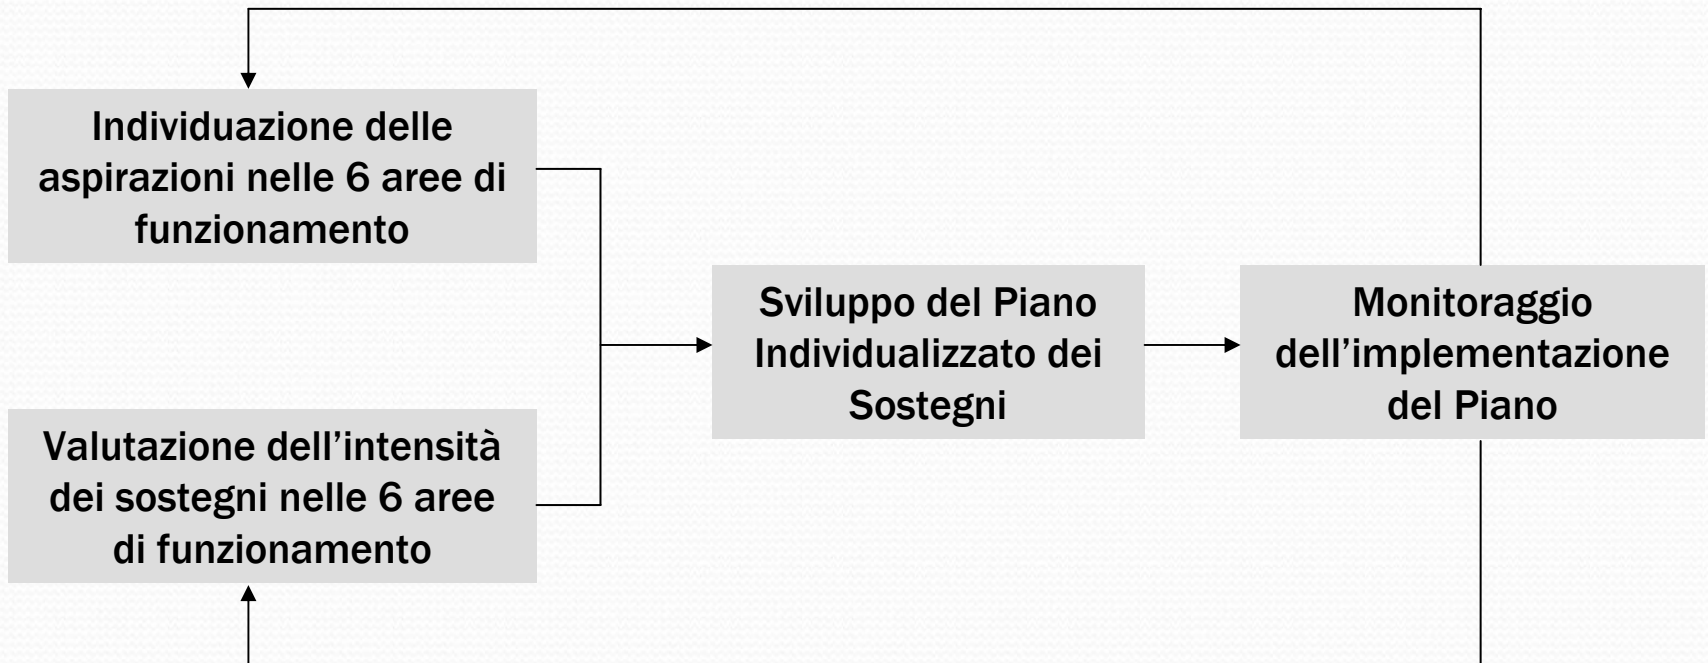 Individuazione delle
aspirazioni nelle 6 aree di
funzionamento
Valutazione dell’intensità
dei sostegni nelle 6 aree
di funzionamento
Sviluppo del Piano
Individualizzato dei
Sostegni
Monitoraggio
dell’implementazione
del Piano